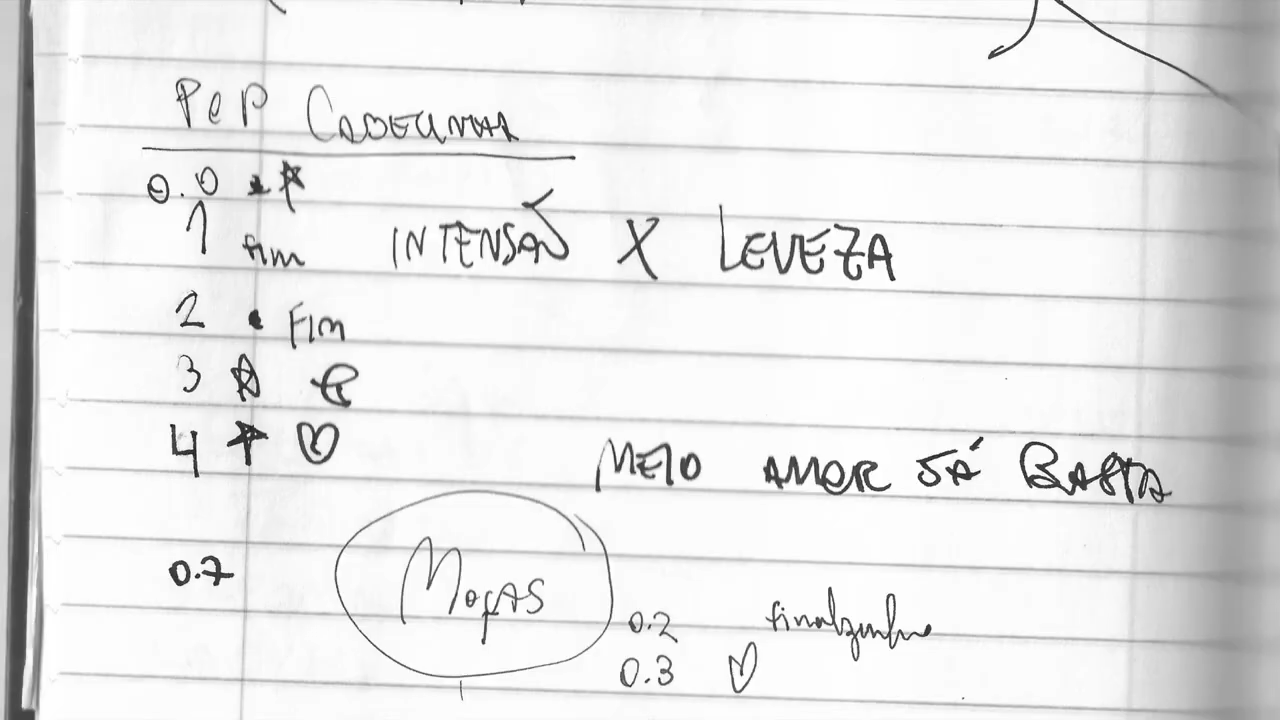 PeP
0.0
1 fim INTENSÃO X LEVEZA
2 • FIM
3 ☆
4 ★ ♡
MEIO AMOR JÁ BASTA
0.7
MOÇAS
0.2 finalzinho
0.3 ♡